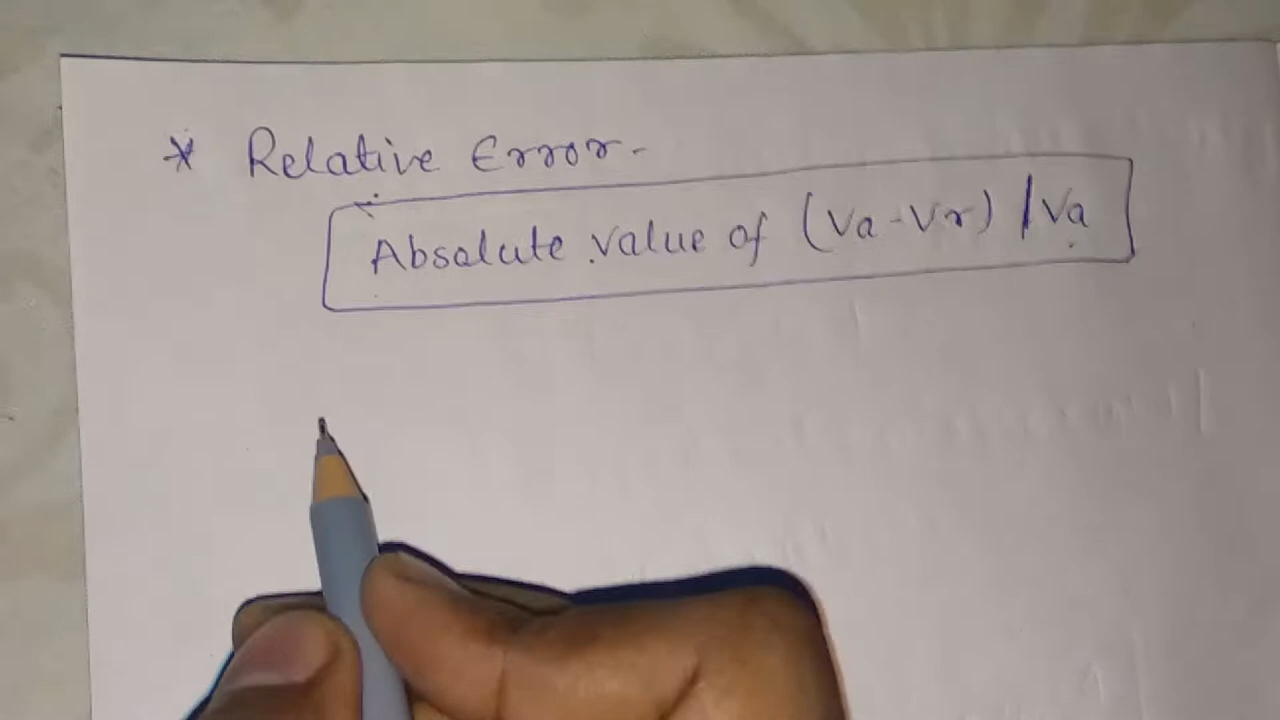 * Relative Error.
Absolute value of (Va-Vr) / Va